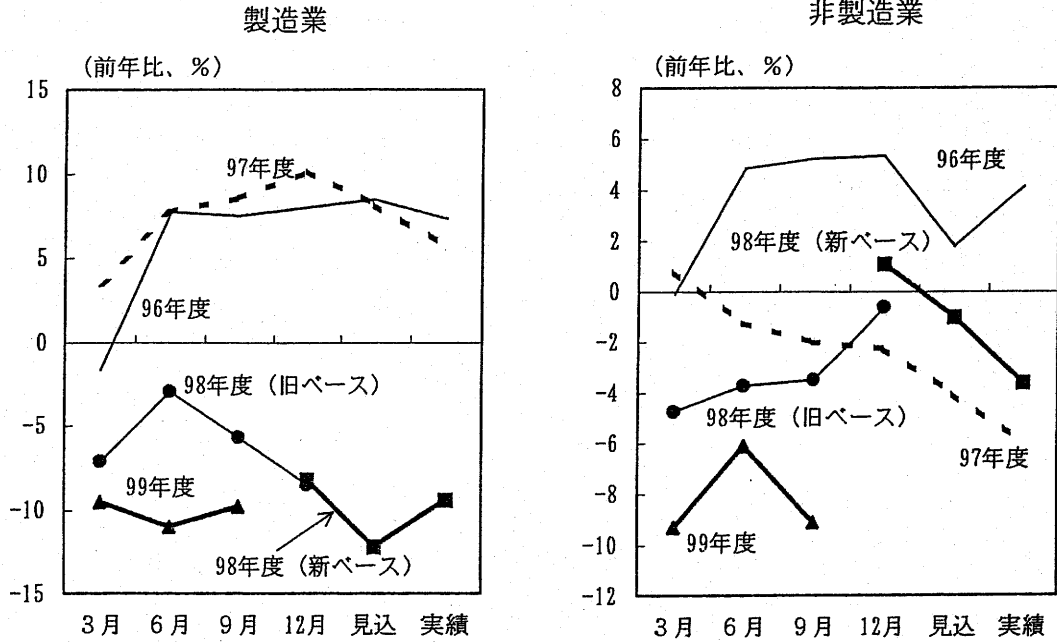 製造業
(前年比、%)
15
10
5
0
-5
-10
-15
97年度
96年度
98年度（旧ベース）
99年度
98年度（新ベース）
3月 6月 9月 12月 見込 実績
非製造業
(前年比、%)
8
6
4
2
0
-2
-4
-6
-8
-10
-12
96年度
98年度（新ベース）
98年度（旧ベース）
97年度
99年度
3月 6月 9月 12月 見込 実績